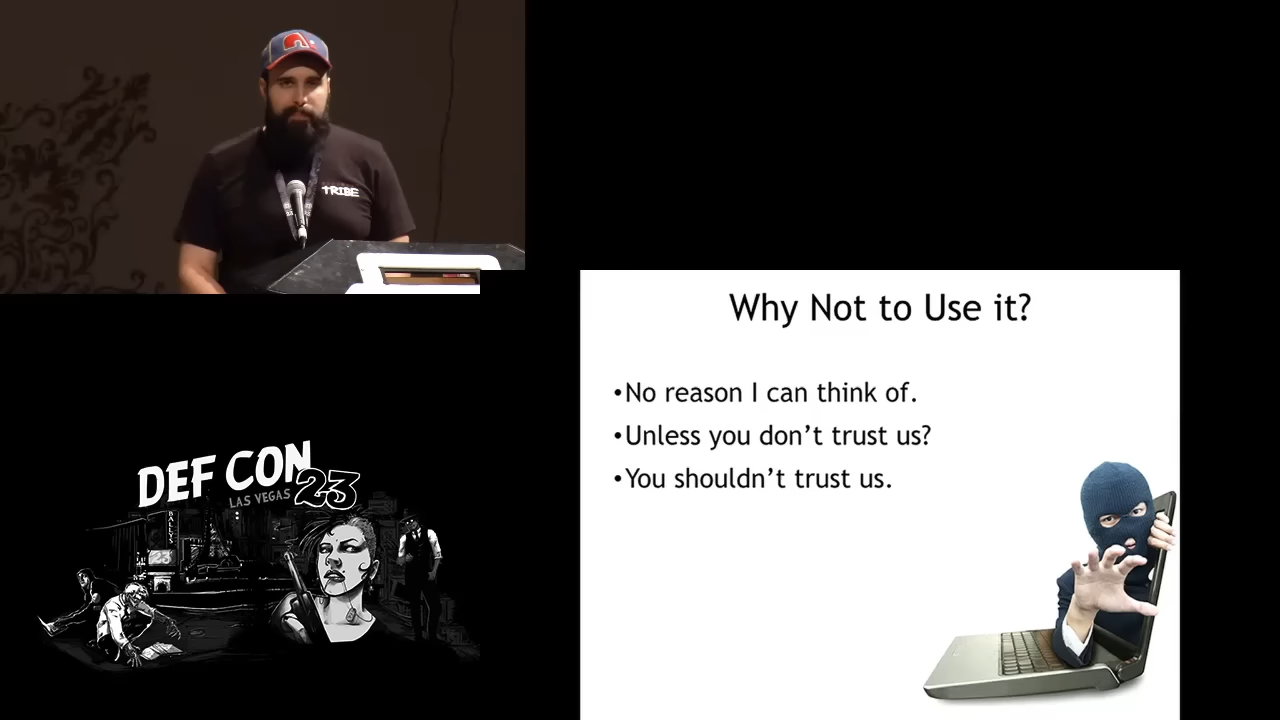 TRIBE
Why Not to Use it?
•No reason I can think of.
•Unless you don’t trust us?
•You shouldn’t trust us.
DEF CON
LAS VEGAS 23
BALLYS